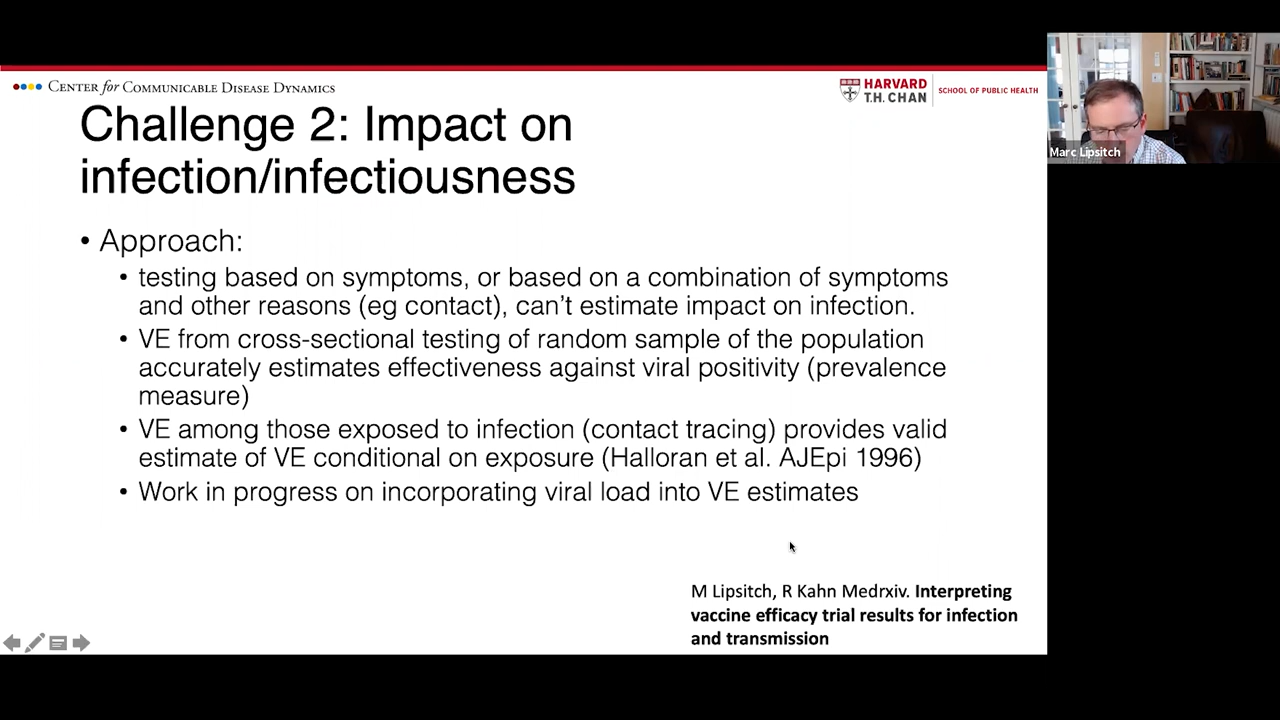 CENTER for COMMUNICABLE DISEASE DYNAMICS
HARVARD
T.H. CHAN
SCHOOL OF PUBLIC HEALTH
Challenge 2: Impact on
infection/infectiousness
• Approach:
• testing based on symptoms, or based on a combination of symptoms
and other reasons (eg contact), can't estimate impact on infection.
• VE from cross-sectional testing of random sample of the population
accurately estimates effectiveness against viral positivity (prevalence
measure)
• VE among those exposed to infection (contact tracing) provides valid
estimate of VE conditional on exposure (Halloran et al. AJEpi 1996)
• Work in progress on incorporating viral load into VE estimates
M Lipsitch, R Kahn Medrxiv. Interpreting
vaccine efficacy trial results for infection
and transmission
Marc Lipsitch